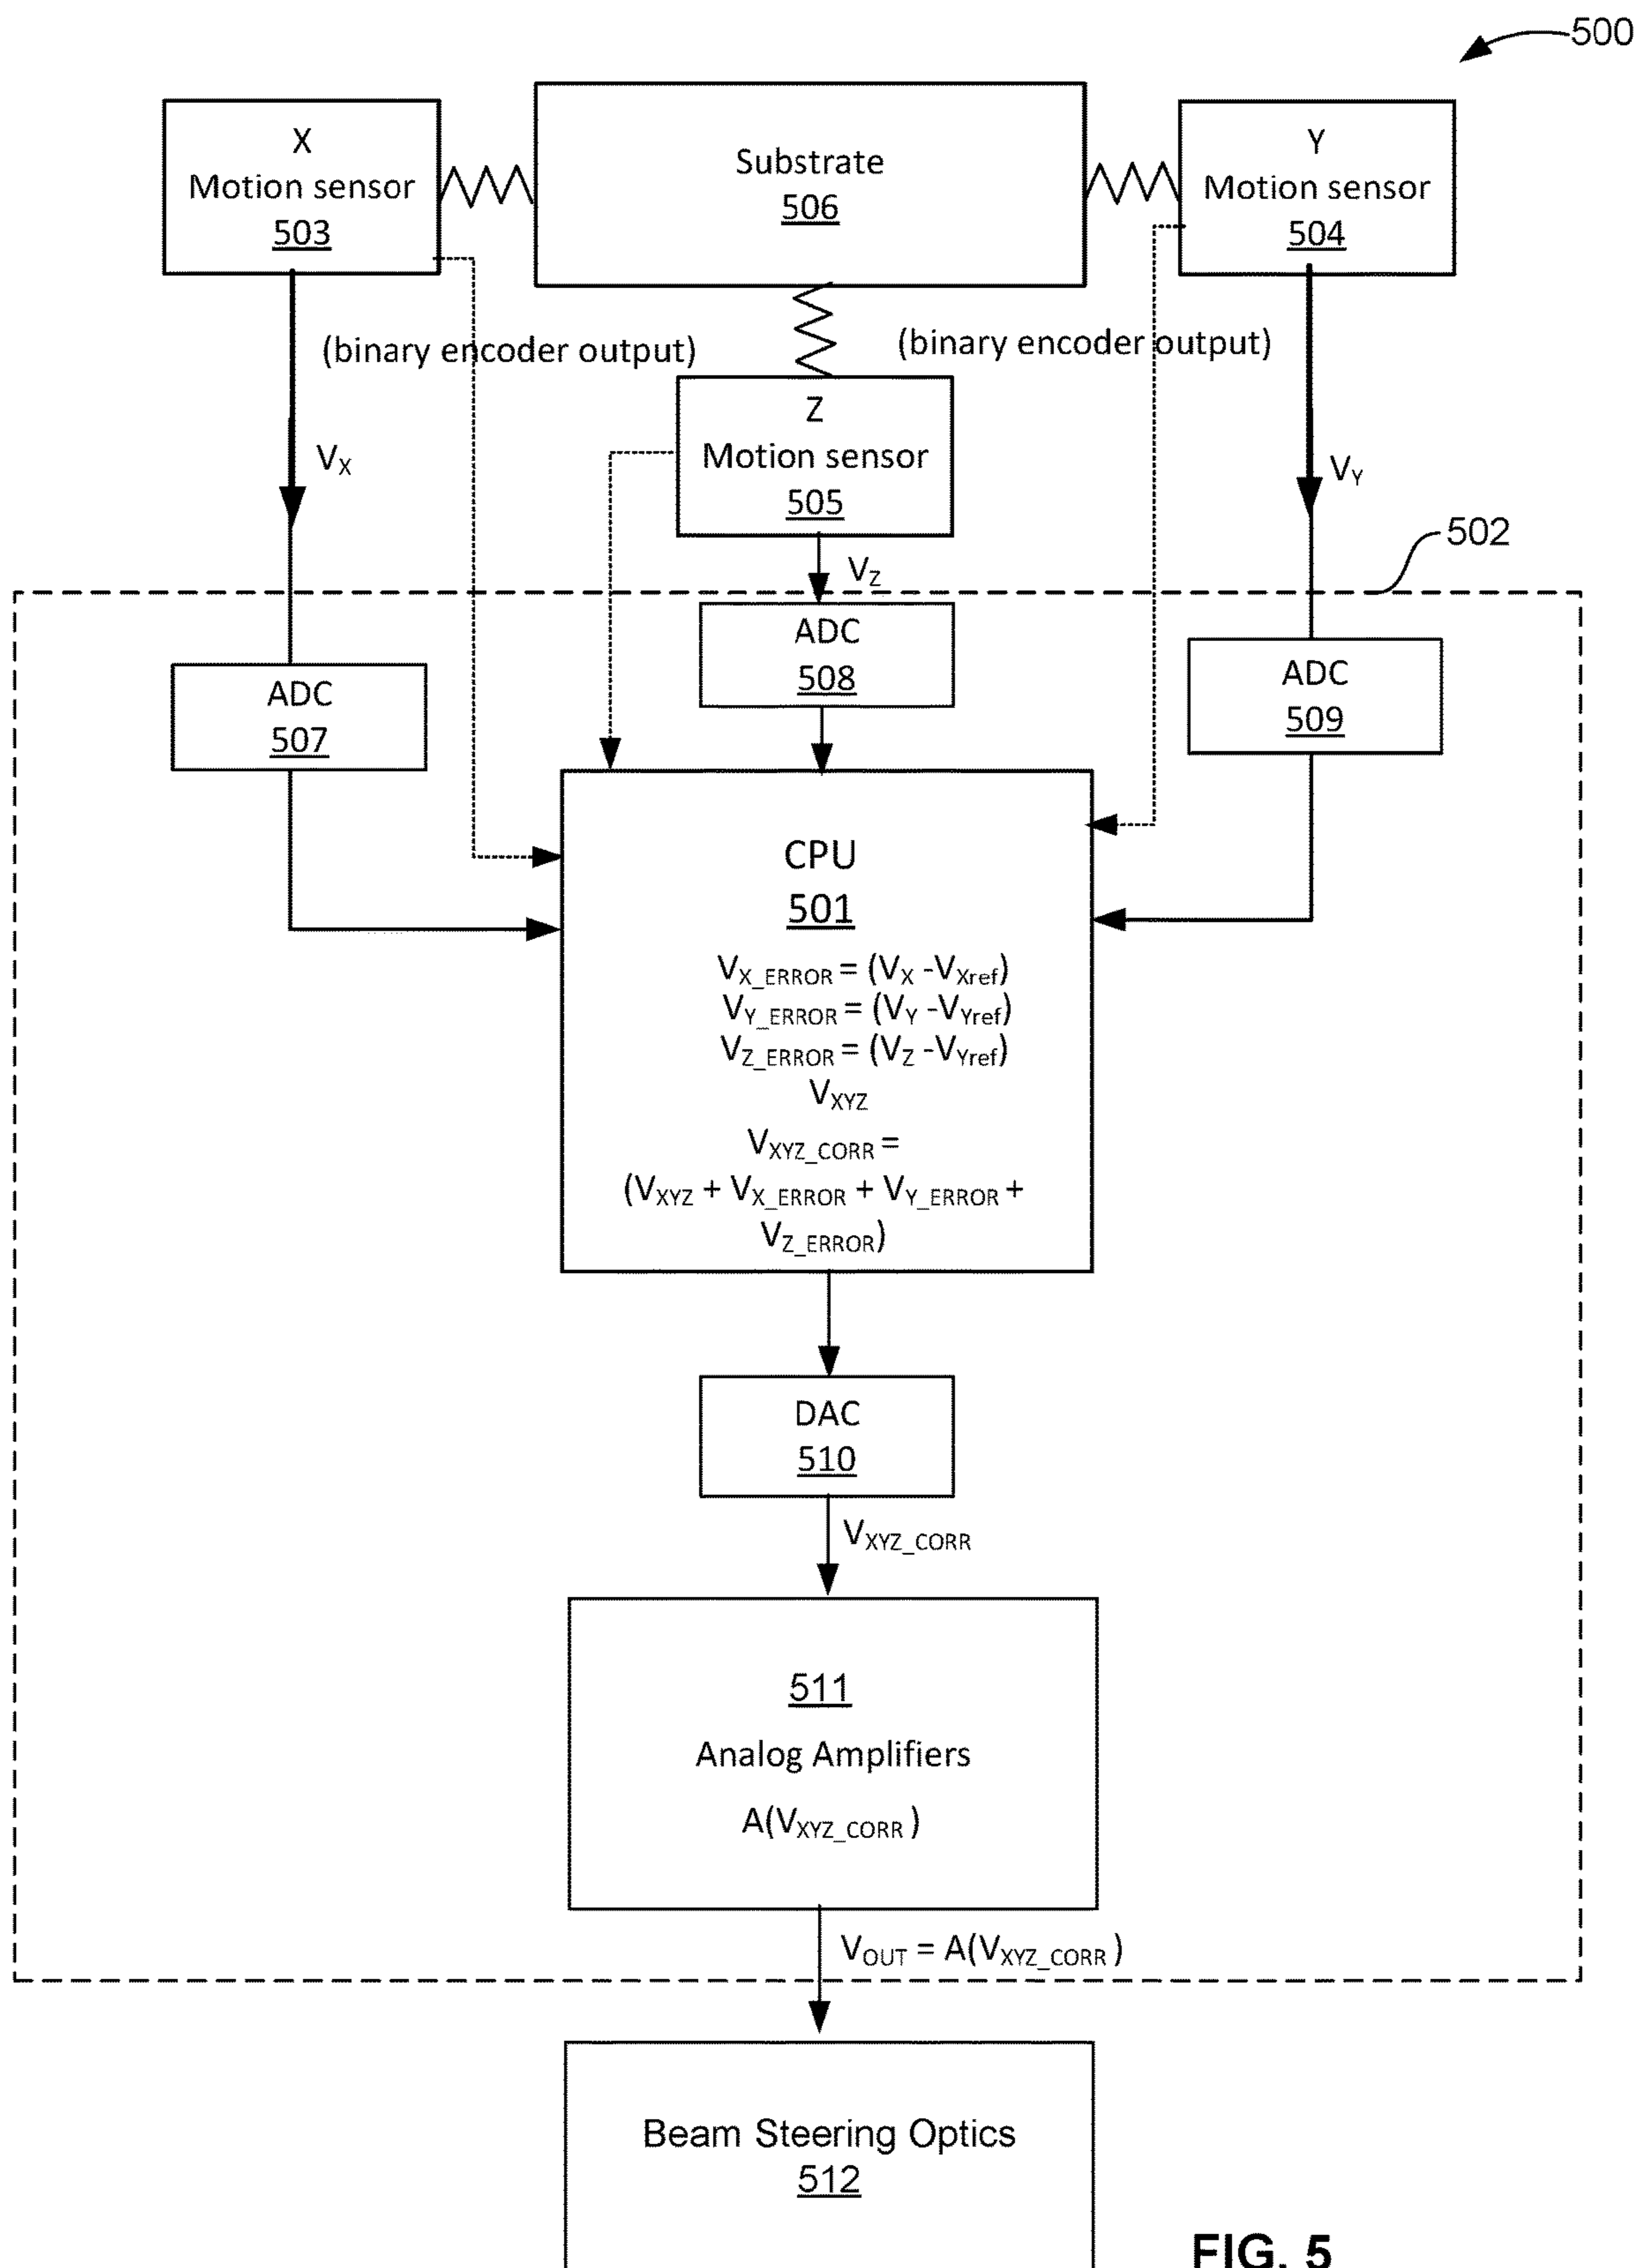 500
X
Motion sensor
503
Substrate
506
Y
Motion sensor
504
(binary encoder output)
(binary encoder output)
Z
Motion sensor
505
VX
VY
VZ
502
ADC
507
ADC
508
ADC
509
CPU
501
VX_ERROR = (VX -VXref)
VY_ERROR = (VY -VYref)
VZ_ERROR = (VZ -VYref)
VXYZ
VXYZ_CORR =
(VXYZ + VX_ERROR + VY_ERROR +
VZ_ERROR)
DAC
510
VXYZ_CORR
511
Analog Amplifiers
A(VXYZ_CORR )
VOUT = A(VXYZ_CORR )
Beam Steering Optics
512
FIG. 5